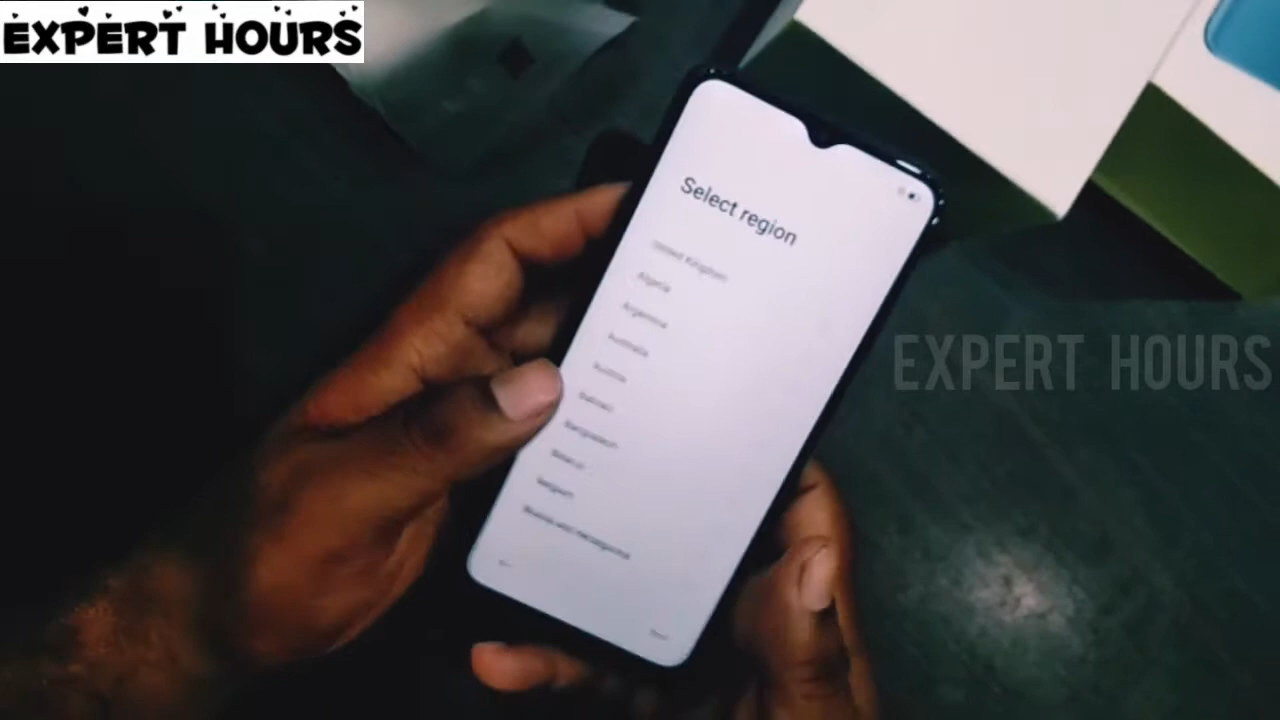 EXPERT HOURS
Select region
United Kingdom
Algeria
Argentina
Australia
Austria
Bahrain
Bangladesh
Belarus
Belgium
Bosnia and Herzegovina
EXPERT HOURS